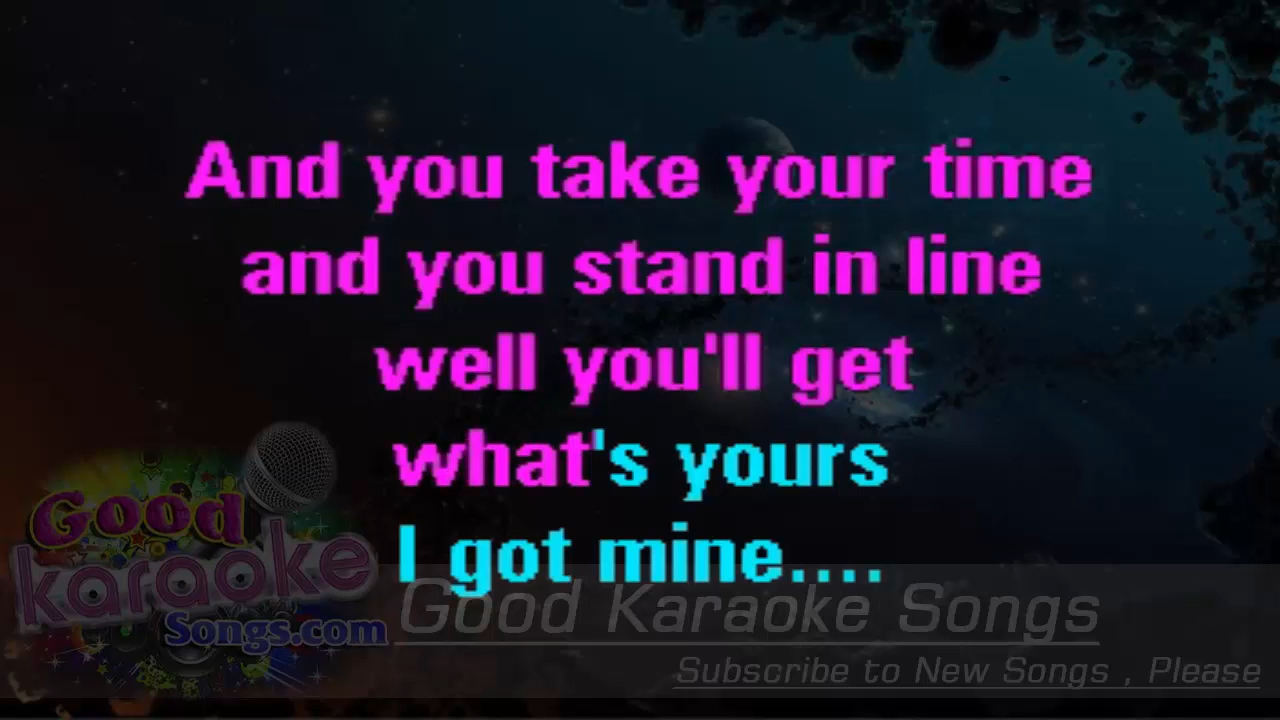 And you take your time
and you stand in line
well you'll get
what's yours
I got mine....
Good
karaoke
Songs.com
Good Karaoke Songs
Subscribe to New Songs , Please